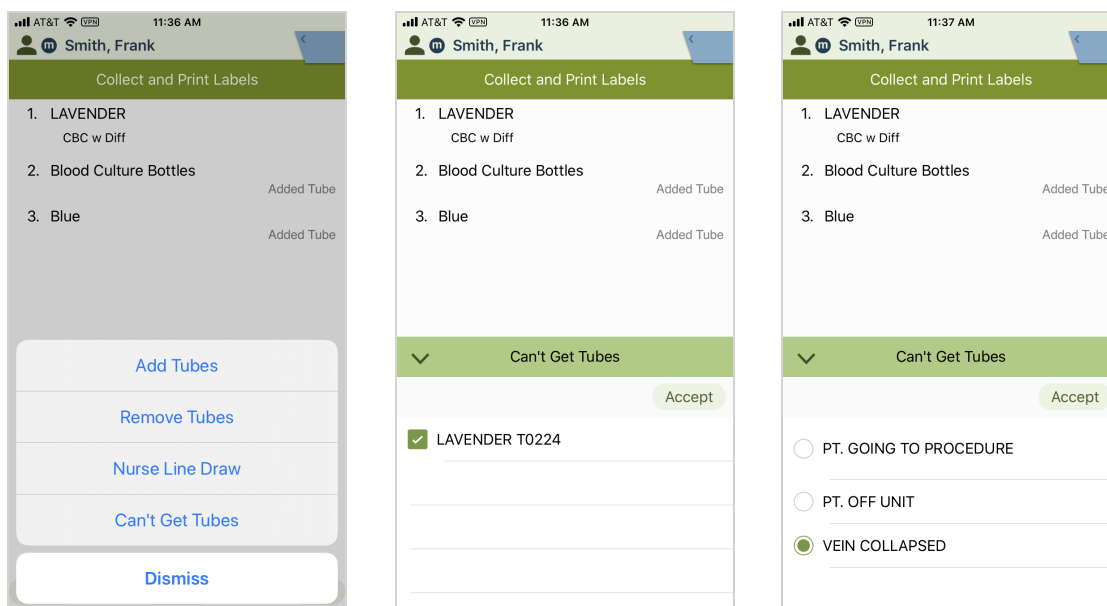 AT&T VPN 11:36 AM
m Smith, Frank
Collect and Print Labels
1. LAVENDER
CBC w Diff
2. Blood Culture Bottles
Added Tube
3. Blue
Added Tube
Add Tubes
Remove Tubes
Nurse Line Draw
Can't Get Tubes
Dismiss
AT&T VPN 11:36 AM
m Smith, Frank
Collect and Print Labels
1. LAVENDER
CBC w Diff
2. Blood Culture Bottles
Added Tube
3. Blue
Added Tube
Can't Get Tubes
Accept
LAVENDER T0224
AT&T VPN 11:37 AM
m Smith, Frank
Collect and Print Labels
1. LAVENDER
CBC w Diff
2. Blood Culture Bottles
Added Tube
3. Blue
Added Tube
Can't Get Tubes
Accept
PT. GOING TO PROCEDURE
PT. OFF UNIT
VEIN COLLAPSED